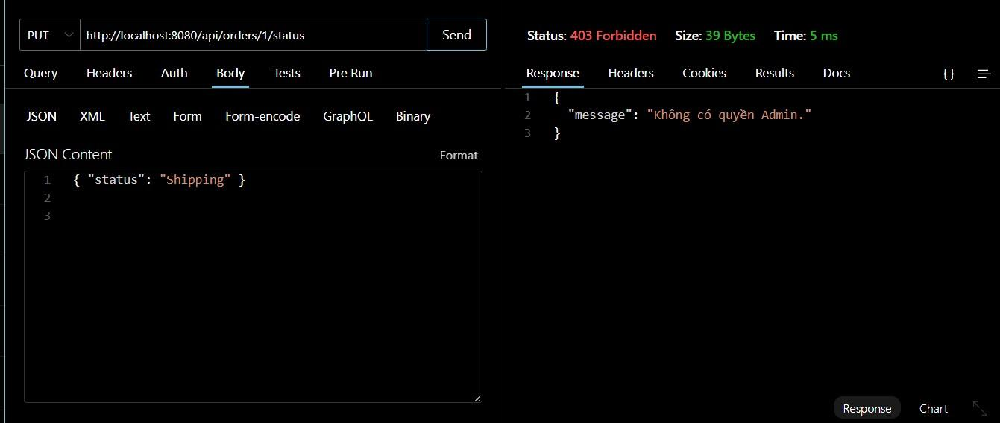 PUT http://localhost:8080/api/orders/1/status Send
Query Headers Auth Body Tests Pre Run
JSON XML Text Form Form-encode GraphQL Binary
JSON Content Format
1 { "status": "Shipping" }
2
3
Status: 403 Forbidden Size: 39 Bytes Time: 5 ms
Response Headers Cookies Results Docs {}
1 {
2 "message": "Không có quyền Admin."
3 }
Response Chart